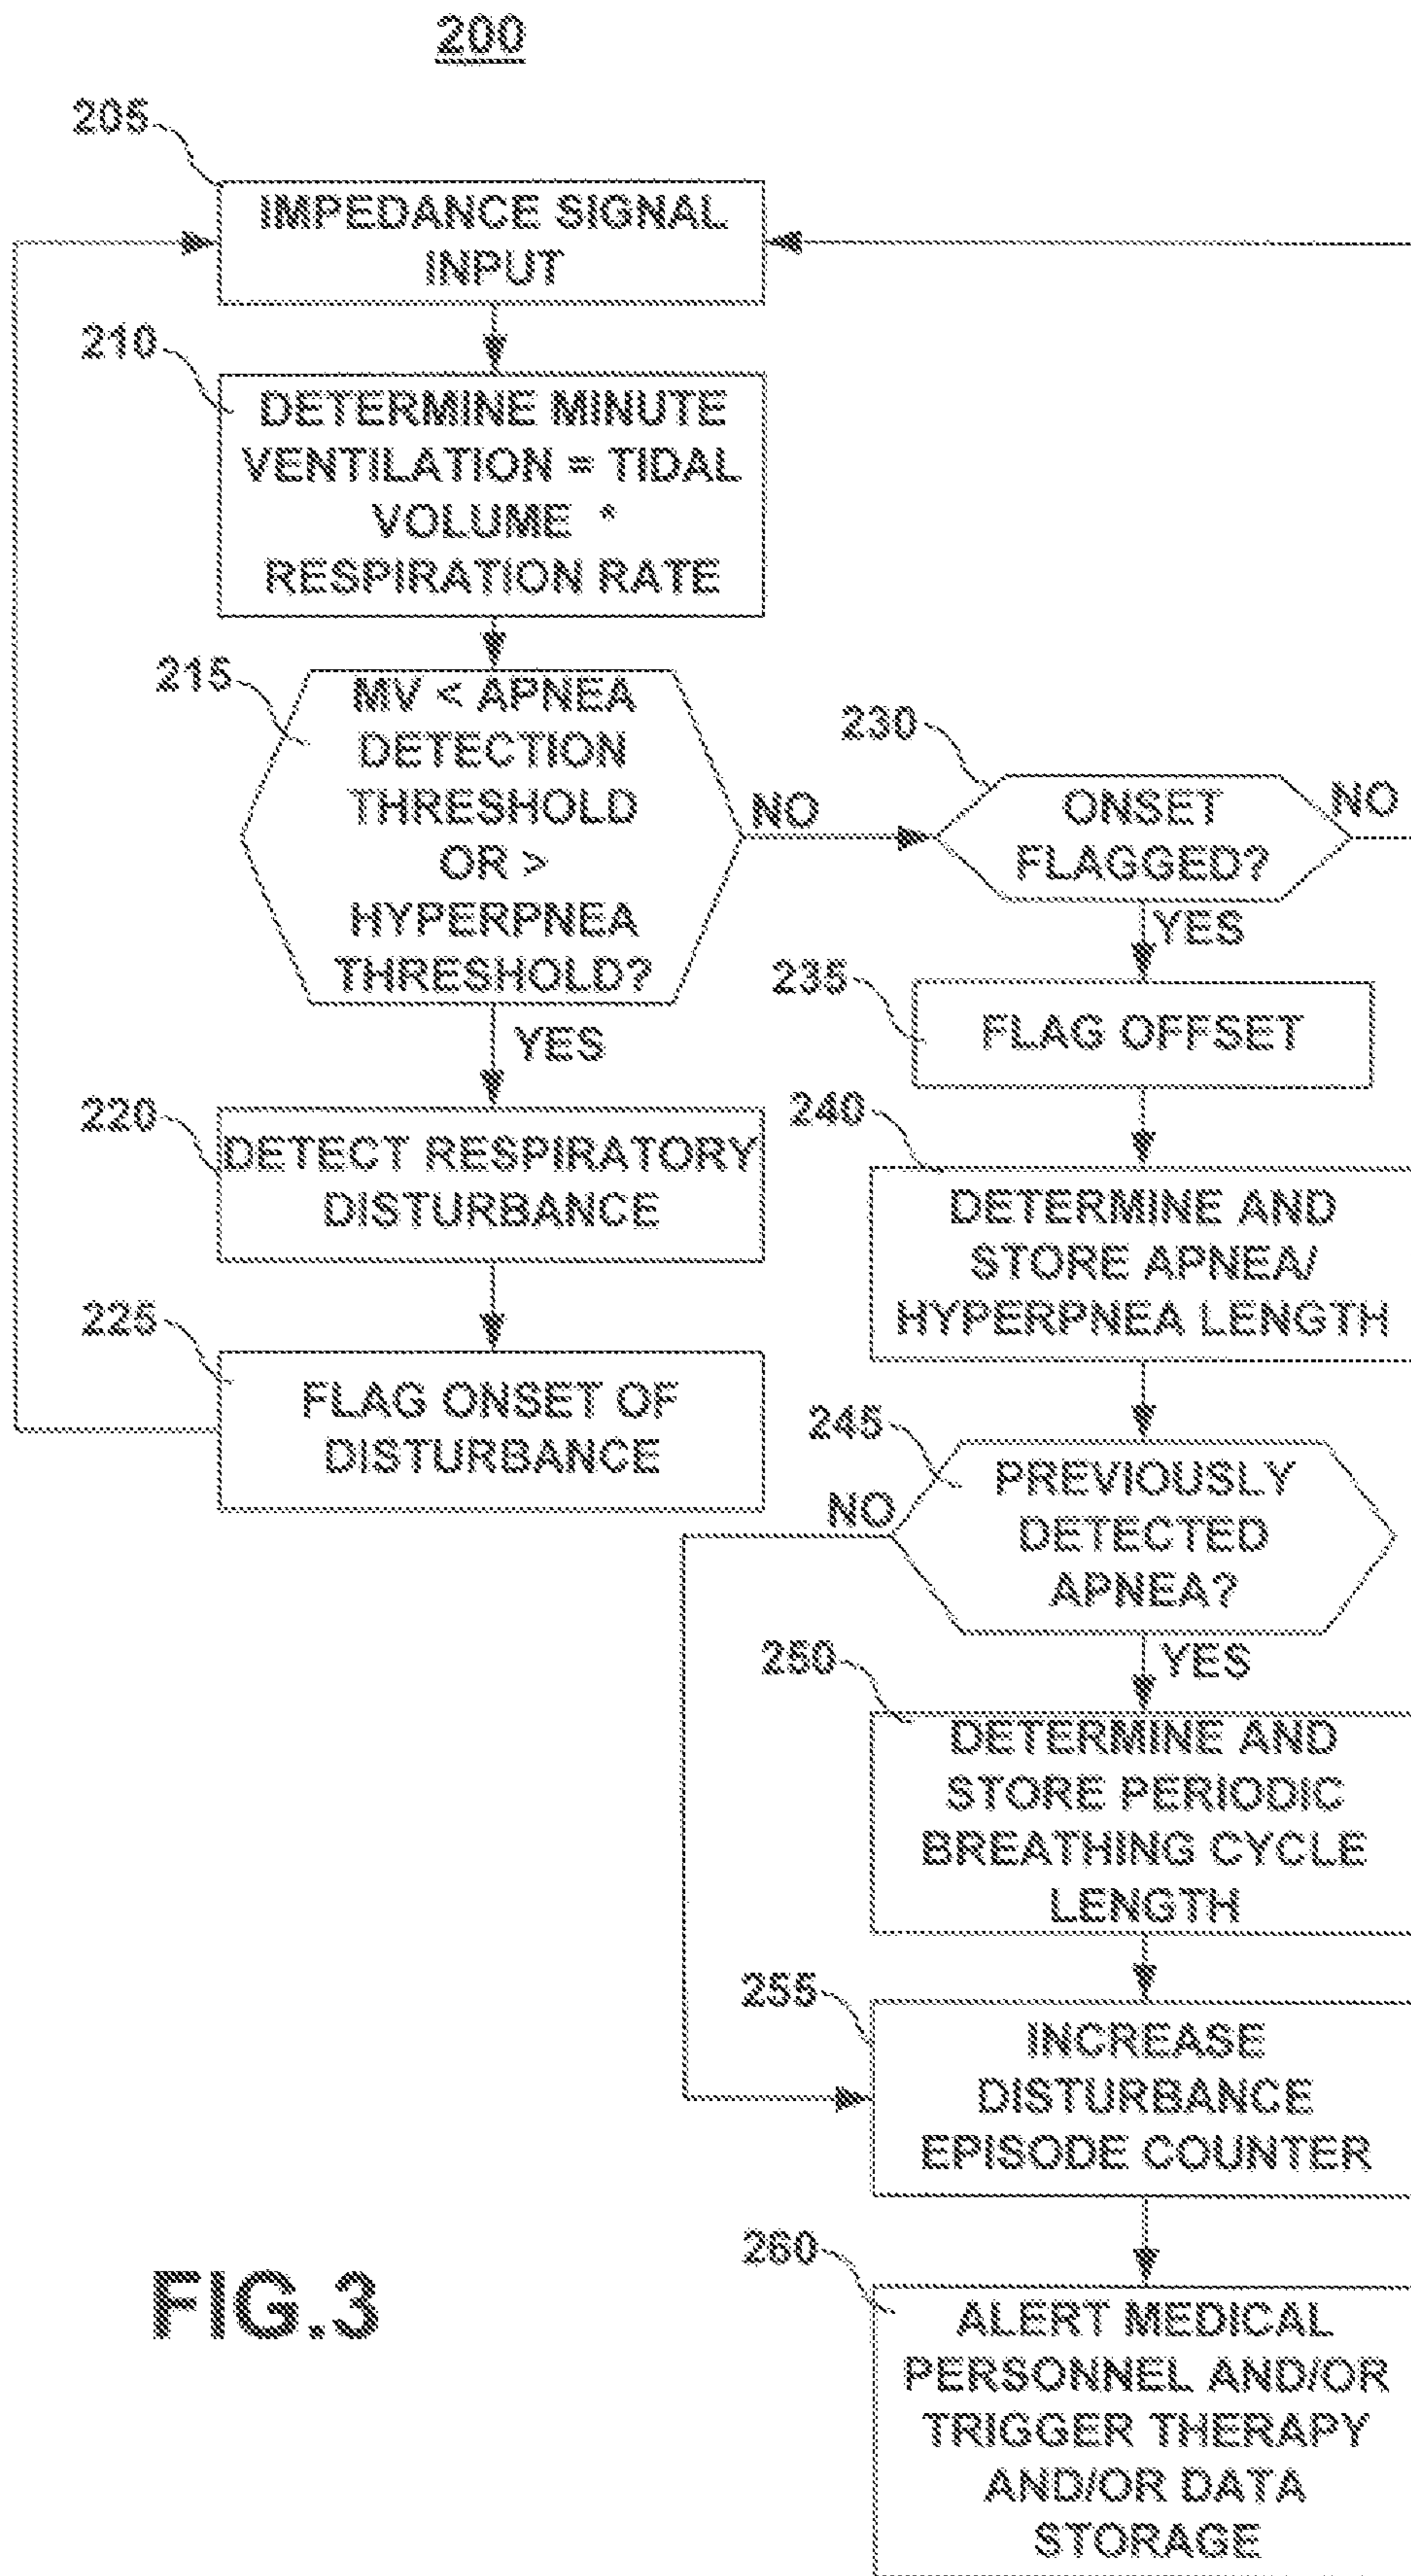 200
205
IMPEDANCE SIGNAL
INPUT
210
DETERMINE MINUTE
VENTILATION = TIDAL
VOLUME *
RESPIRATION RATE
215
MV < APNEA
DETECTION
THRESHOLD
OR >
HYPERPNEA
THRESHOLD?
NO
YES
220
DETECT RESPIRATORY
DISTURBANCE
225
FLAG ONSET OF
DISTURBANCE
230
ONSET
FLAGGED?
NO
YES
235
FLAG OFFSET
240
DETERMINE AND
STORE APNEA/
HYPERPNEA LENGTH
245
PREVIOUSLY
DETECTED
APNEA?
NO
YES
250
DETERMINE AND
STORE PERIODIC
BREATHING CYCLE
LENGTH
255
INCREASE
DISTURBANCE
EPISODE COUNTER
260
ALERT MEDICAL
PERSONNEL AND/OR
TRIGGER THERAPY
AND/OR DATA
STORAGE
FIG.3